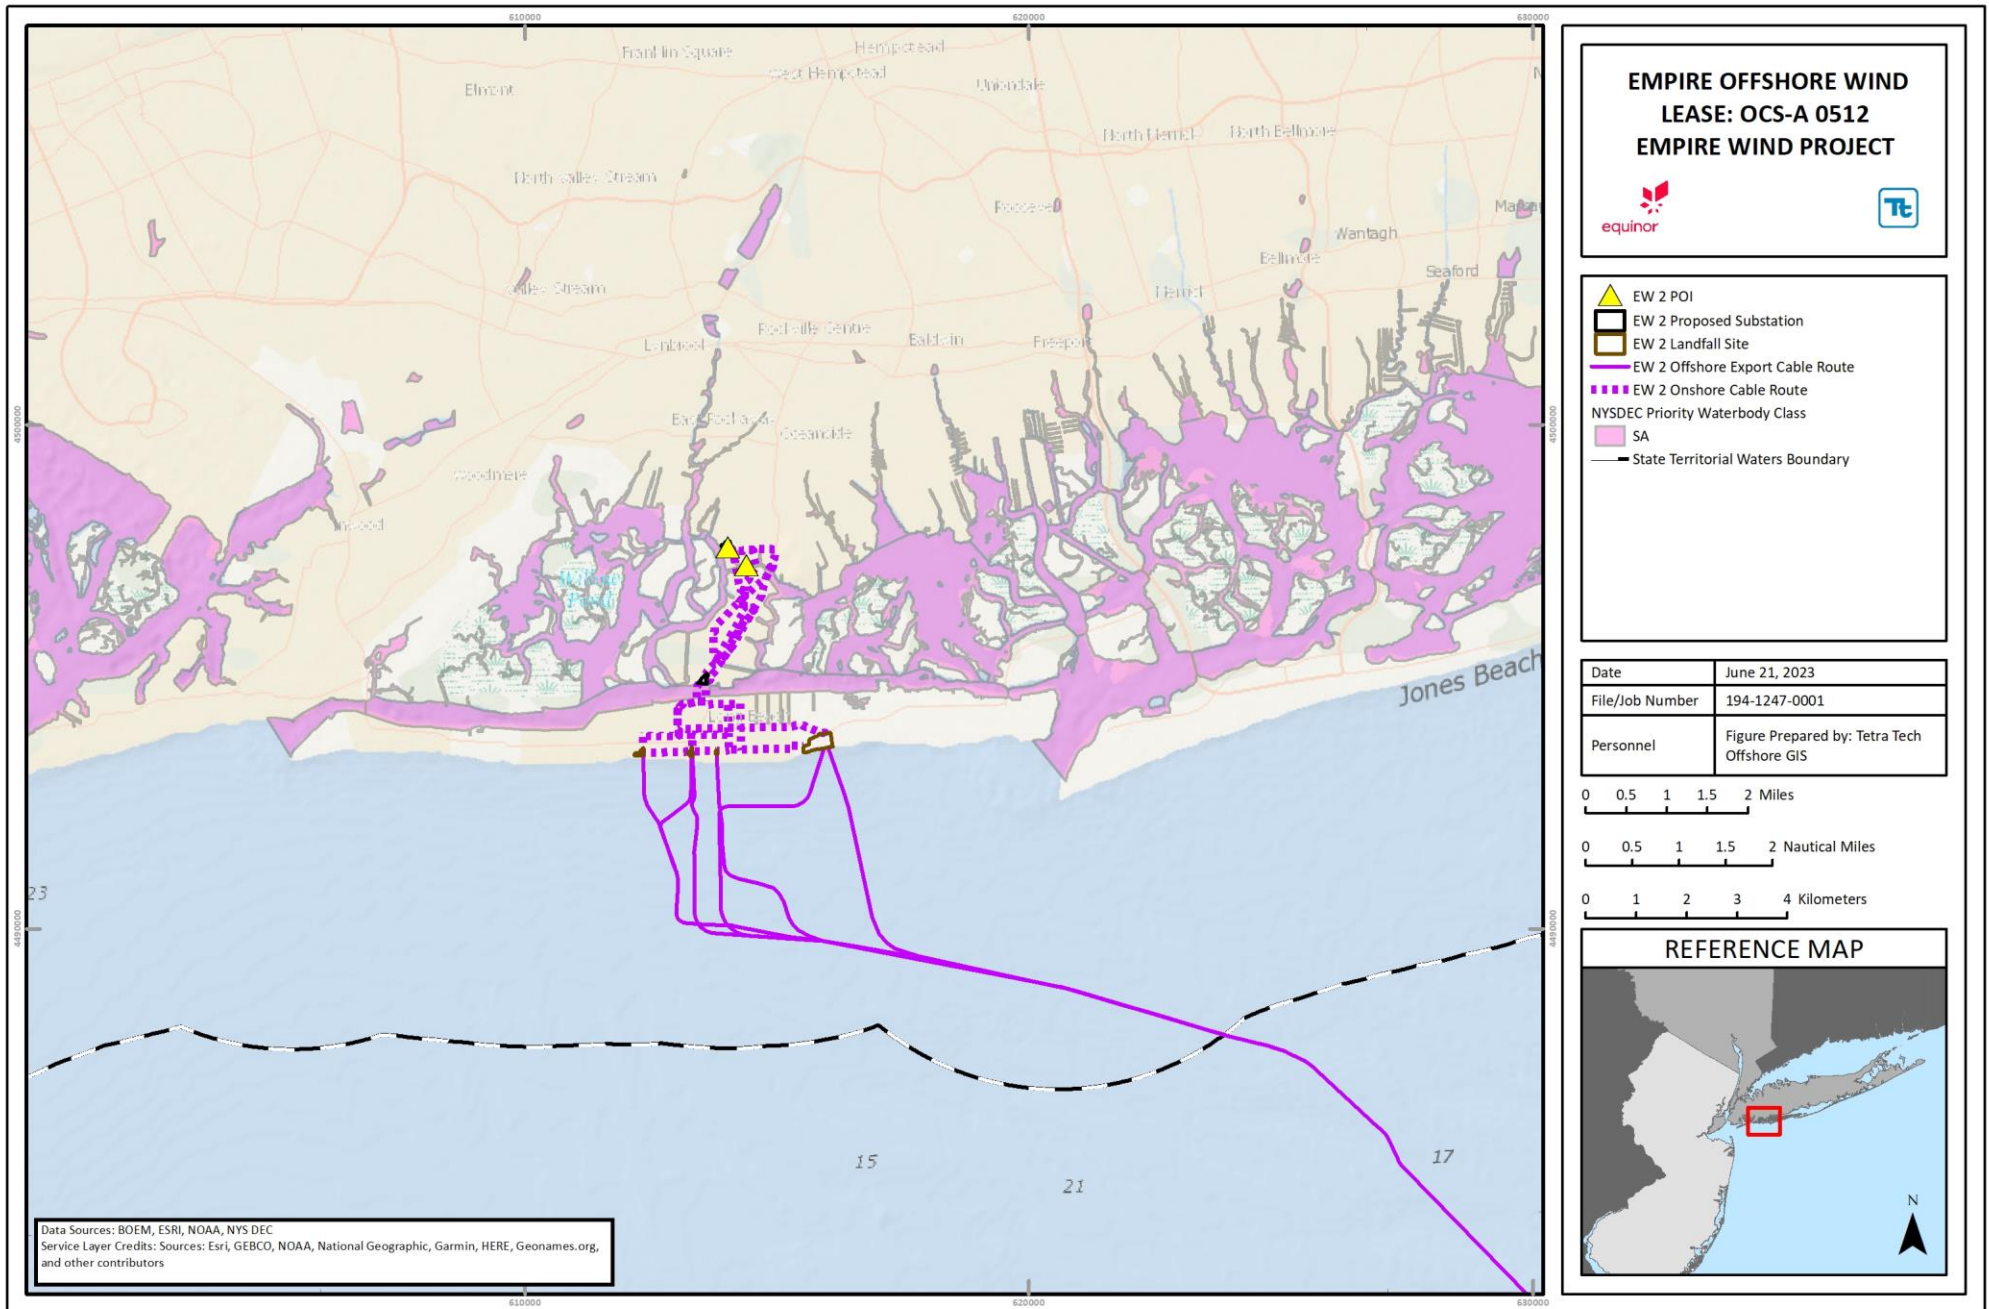 610000
620000
630000
Franklin Square
Hempstead
West Hempstead
Elmont
Uniondale
North Merrick
North Bellmore
North Valley Stream
Roosevelt
Wantagh
Bellmore
Seaford
Valley Stream
Merrick
Rockville Centre
Lynbrook
Baldwin
Freeport
4500000
4500000
East Rockaway
Oceanside
Woodmere
Inwood
Long Beach
Jones Beach
23
4490000
4490000
15
17
21
Data Sources: BOEM, ESRI, NOAA, NYS DEC
Service Layer Credits: Sources: Esri, GEBCO, NOAA, National Geographic, Garmin, HERE, Geonames.org,
and other contributors
610000
620000
630000
EMPIRE OFFSHORE WIND
LEASE: OCS-A 0512
EMPIRE WIND PROJECT
equinor
Tt
EW 2 POI
EW 2 Proposed Substation
EW 2 Landfall Site
EW 2 Offshore Export Cable Route
EW 2 Onshore Cable Route
NYSDEC Priority Waterbody Class
SA
State Territorial Waters Boundary
Date June 21, 2023
File/Job Number 194-1247-0001
Personnel Figure Prepared by: Tetra Tech
Offshore GIS
0 0.5 1 1.5 2 Miles
0 0.5 1 1.5 2 Nautical Miles
0 1 2 3 4 Kilometers
REFERENCE MAP
N